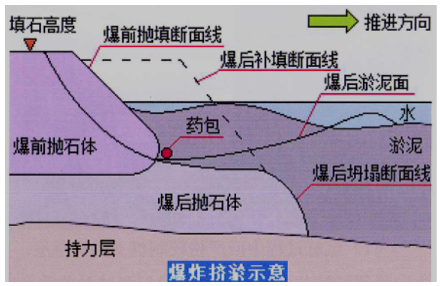 填石高度
爆前抛填断面线
推进方向
爆后补填断面线
爆后淤泥面
水
药包
淤泥
爆前抛石体
爆后坍塌断面线
爆后抛石体
持力层
爆炸挤淤示意